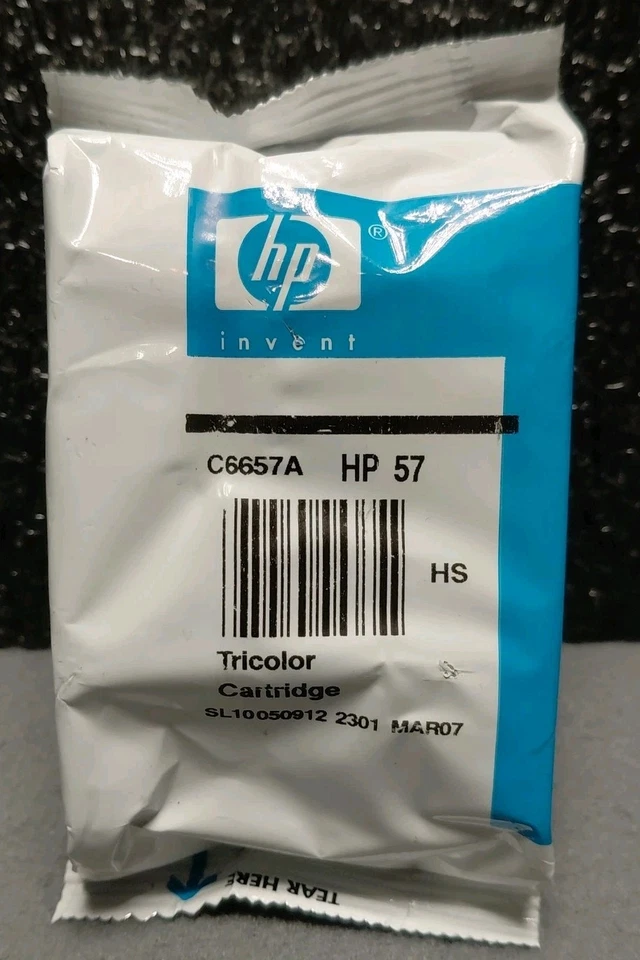 hp ®
invent
C6657A HP 57
HS
Tricolor
Cartridge
SL10050912 2301 MAR07
TEAR HERE